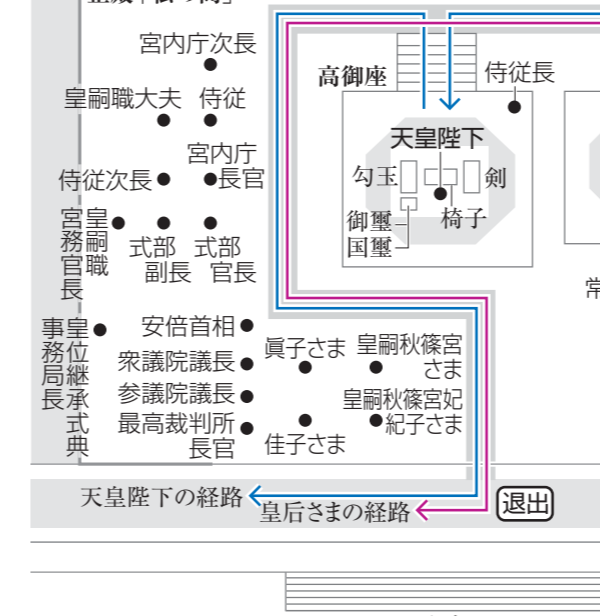 正殿「松の間」
宮内庁次長
皇嗣職大夫
侍従
宮内庁
長官
侍従次長
皇嗣職
宮務官長
式部
副長
式部
官長
皇位継承式典
事務局長
安倍首相
衆議院議長
参議院議長
最高裁判所
長官
眞子さま
皇嗣秋篠宮
さま
皇嗣秋篠宮妃
紀子さま
佳子さま
高御座
侍従長
天皇陛下
勾玉
剣
御璽
国璽
椅子
常
天皇陛下の経路
皇后さまの経路
退出